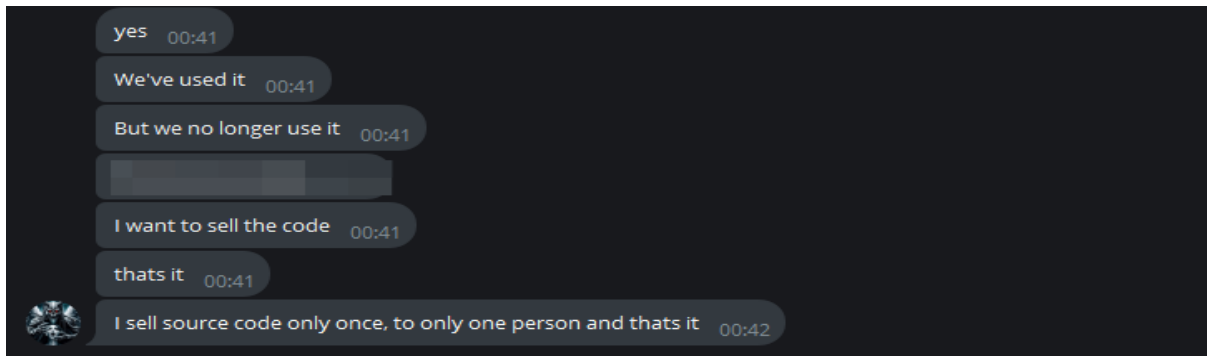 yes 00:41
We've used it 00:41
But we no longer use it 00:41
I want to sell the code 00:41
thats it 00:41
I sell source code only once, to only one person and thats it 00:42